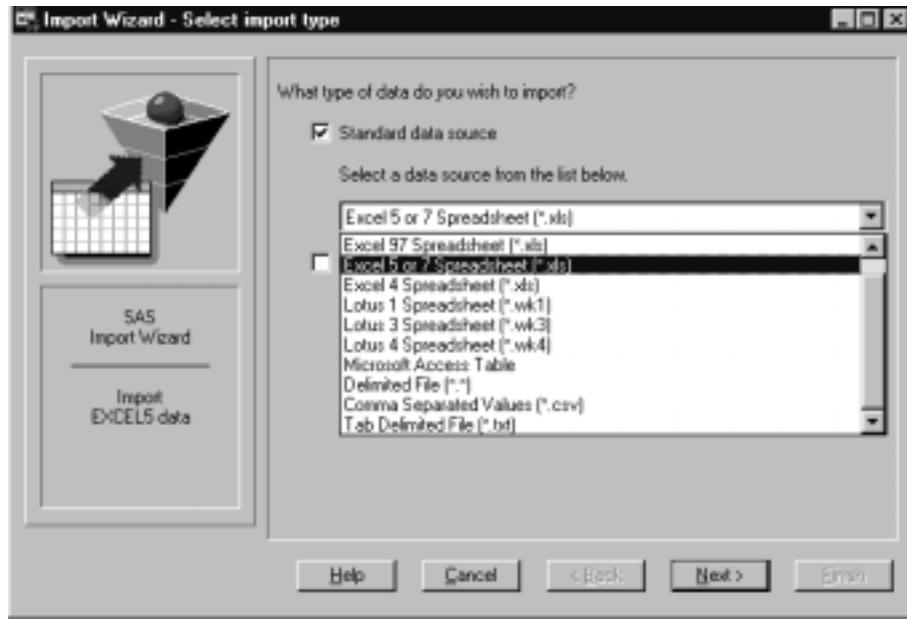 Import Wizard - Select import type
What type of data do you wish to import?
Standard data source
Select a data source from the list below.
Excel 5 or 7 Spreadsheet (*.xls)
Excel 97 Spreadsheet (*.xls)
Excel 5 or 7 Spreadsheet (*.xls)
Excel 4 Spreadsheet (*.xls)
Lotus 1 Spreadsheet (*.wk1)
Lotus 3 Spreadsheet (*.wk3)
Lotus 4 Spreadsheet (*.wk4)
Microsoft Access Table
Delimited File (*.*)
Comma Separated Values (*.csv)
Tab Delimited File (*.txt)
SAS
Import Wizard
Import
EXCEL5 data
Help
Cancel
< Back
Next >
Finish